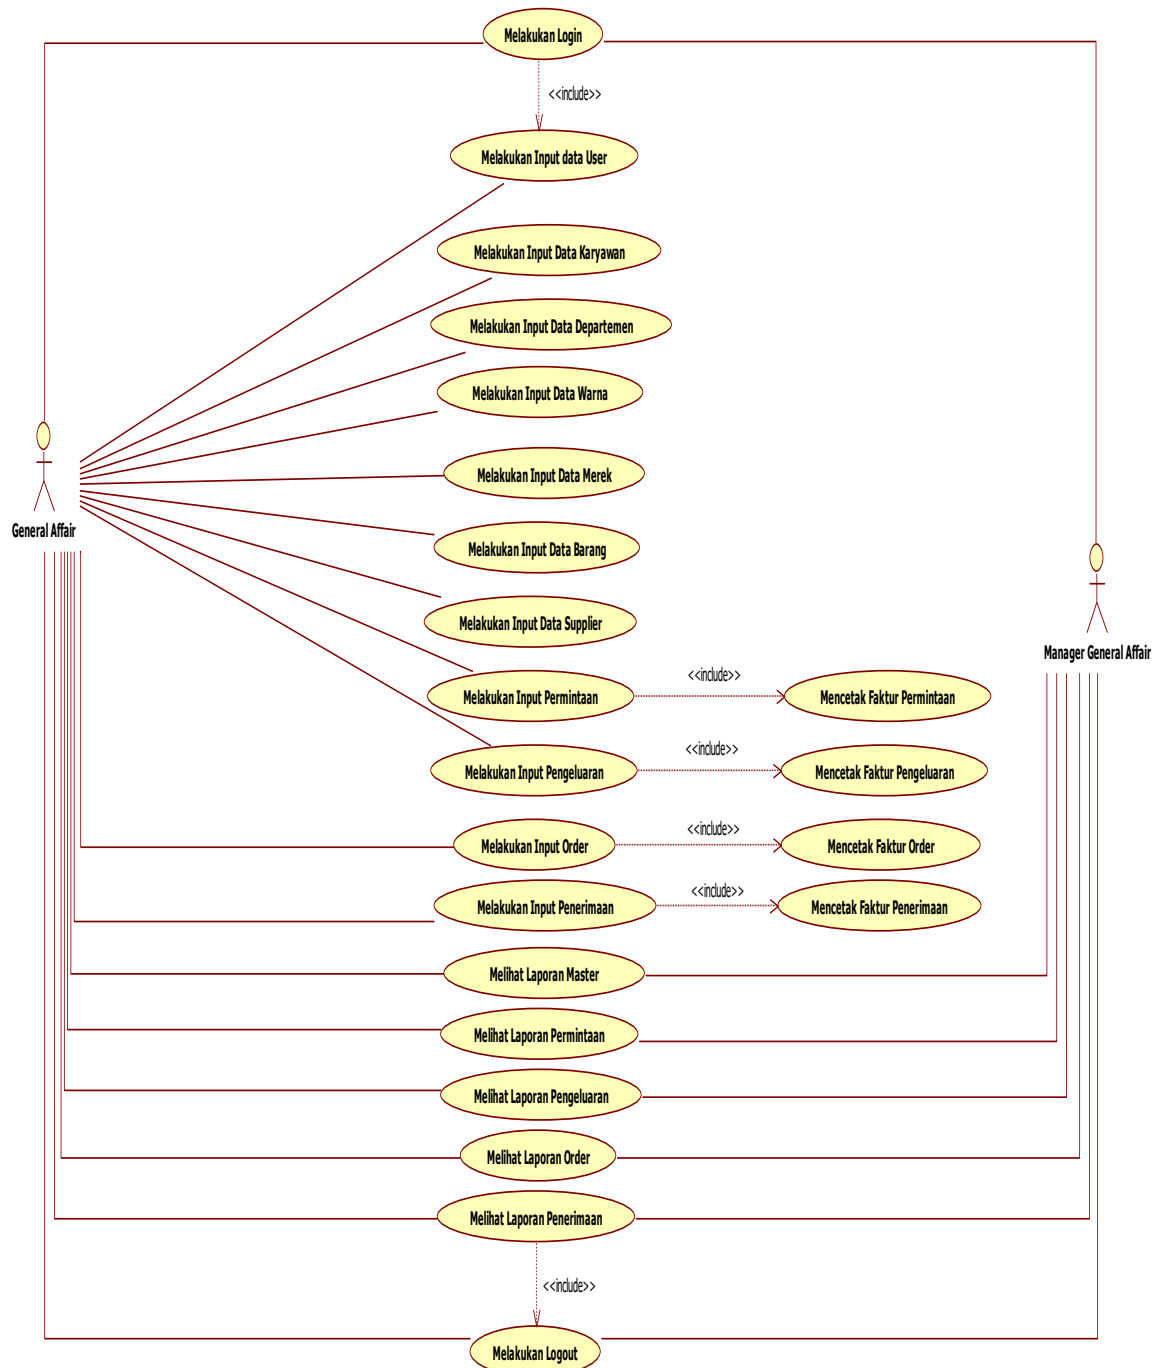 Melakukan Login
<<include>>
Melakukan Input data User
Melakukan Input Data Karyawan
Melakukan Input Data Departemen
Melakukan Input Data Warna
Melakukan Input Data Merek
General Affair
Melakukan Input Data Barang
Melakukan Input Data Supplier
Manager General Affair
<<include>>
Melakukan Input Permintaan
Mencetak Faktur Permintaan
<<include>>
Melakukan Input Pengeluaran
Mencetak Faktur Pengeluaran
<<include>>
Melakukan Input Order
Mencetak Faktur Order
<<include>>
Melakukan Input Penerimaan
Mencetak Faktur Penerimaan
Melihat Laporan Master
Melihat Laporan Permintaan
Melihat Laporan Pengeluaran
Melihat Laporan Order
Melihat Laporan Penerimaan
<<include>>
Melakukan Logout